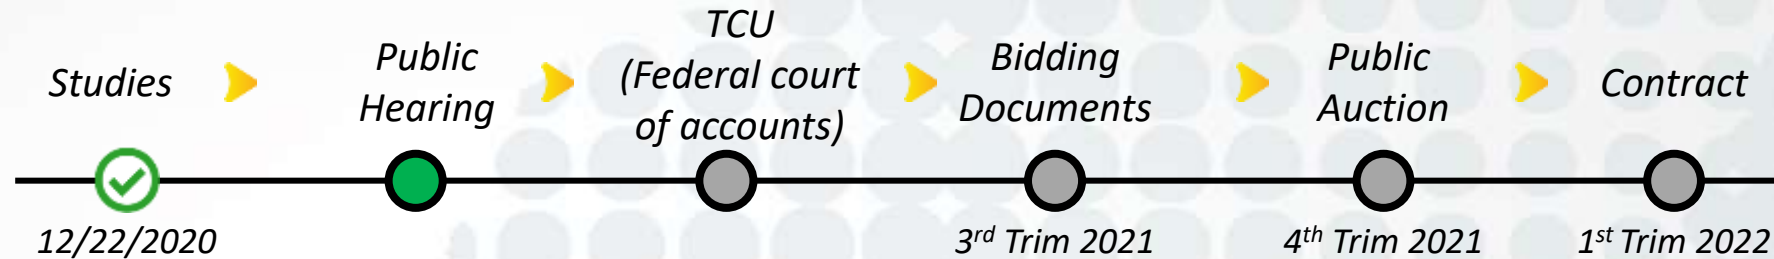 Studies
Public
Hearing
TCU
(Federal court
of accounts)
Bidding
Documents
Public
Auction
Contract
12/22/2020
3rd Trim 2021
4th Trim 2021
1st Trim 2022